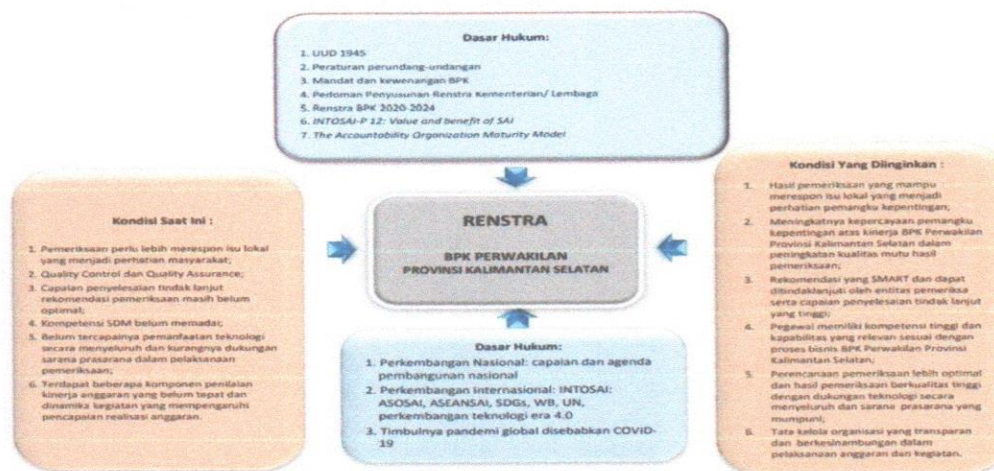 Dasar Hukum:
1. UUD 1945
2. Peraturan perundang-undangan
3. Mandat dan kewenangan BPK
4. Pedoman Penyusunan Renstra Kementerian/ Lembaga
5. Renstra BPK 2020-2024
6. INTOSAI-P 12: Value and benefit of SAI
7. The Accountability Organization Maturity Model
Kondisi Saat Ini :
1. Pemeriksaan perlu lebih merespon isu lokal
yang menjadi perhatian masyarakat;
2. Quality Control dan Quality Assurance;
3. Capaian penyelesaian tindak lanjut
rekomendasi pemeriksaan masih belum
optimal;
4. Kompetensi SDM belum memadai;
5. Belum tercapainya pemanfaatan teknologi
secara menyeluruh dan kurangnya dukungan
sarana prasarana dalam pelaksanaan
pemeriksaan;
6. Terdapat beberapa komponen penilaian
kinerja anggaran yang belum tepat dan
dinamika kegiatan yang mempengaruhi
pencapaian realisasi anggaran.
RENSTRA
BPK PERWAKILAN
PROVINSI KALIMANTAN SELATAN
Dasar Hukum:
1. Perkembangan Nasional: capaian dan agenda
pembangunan nasional
2. Perkembangan Internasional: INTOSAI;
ASOSAI, ASEANSAI, SDGs, WB, UN,
perkembangan teknologi era 4.0
3. Timbulnya pandemi global disebabkan COVID-
19
Kondisi Yang Diinginkan :
1. Hasil pemeriksaan yang mampu
merespon isu lokal yang menjadi
perhatian pemangku kepentingan;
2. Meningkatnya kepercayaan pemangku
kepentingan atas kinerja BPK Perwakilan
Provinsi Kalimantan Selatan dalam
peningkatan kualitas mutu hasil
pemeriksaan;
3. Rekomendasi yang SMART dan dapat
ditindaklanjuti oleh entitas pemeriksa
serta capaian penyelesaian tindak lanjut
yang tinggi;
4. Pegawai memiliki kompetensi tinggi dan
kapabilitas yang relevan sesuai dengan
proses bisnis BPK Perwakilan Provinsi
Kalimantan Selatan;
5. Perencanaan pemeriksaan lebih optimal
dan hasil pemeriksaan berkualitas tinggi
dengan dukungan teknologi secara
menyeluruh dan sarana prasarana yang
mumpuni;
6. Tata kelola organisasi yang transparan
dan berkesinambungan dalam
pelaksanaan anggaran dan kegiatan.